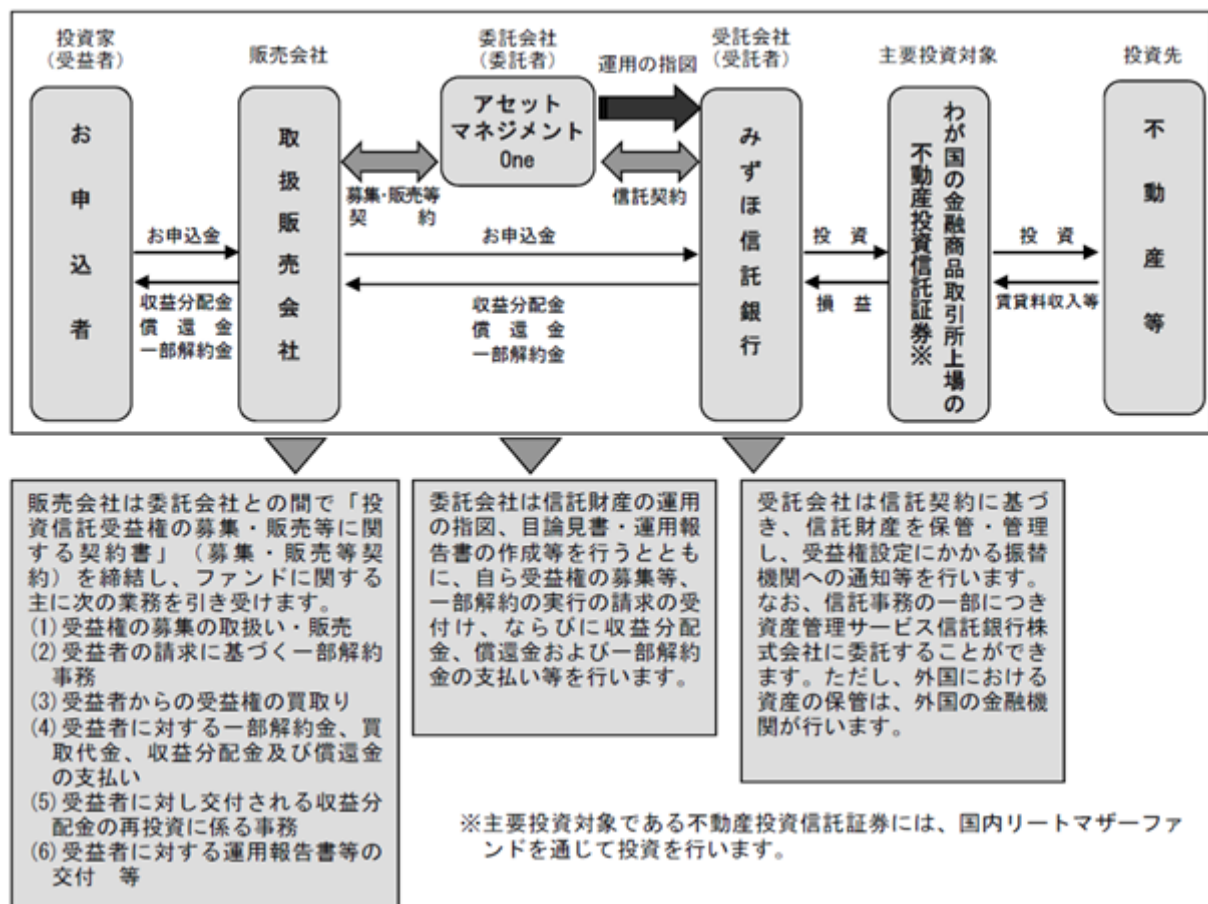 投資家
(受益者)
販売会社
委託会社
(委託者)
運用の指図
受託会社
(受託者)
主要投資対象
投資先
お申込者
取扱販売会社
アセット
マネジメント
One
みずほ信託銀行
わが国の金融商品取引所上場の
不動産投資信託証券※
不動産等
募集・販売等
契 約
信託契約
お申込金
収益分配金
償 還 金
一部解約金
お申込金
収益分配金
償 還 金
一部解約金
投 資
損 益
投 資
賃貸料収入等
販売会社は委託会社との間で「投
資信託受益権の募集・販売等に関
する契約書」(募集・販売等契
約)を締結し、ファンドに関する
主に次の業務を引き受けます。
(1)受益権の募集の取扱い・販売
(2)受益者の請求に基づく一部解約
事務
(3)受益者からの受益権の買取り
(4)受益者に対する一部解約金、買
取代金、収益分配金及び償還金
の支払い
(5)受益者に対し交付される収益分
配金の再投資に係る事務
(6)受益者に対する運用報告書等の
交付 等
委託会社は信託財産の運用
の指図、目論見書・運用報
告書の作成等を行うととも
に、自ら受益権の募集等、
一部解約の実行の請求の受
付け、ならびに収益分配
金、償還金および一部解約
金の支払い等を行います。
受託会社は信託契約に基づ
き、信託財産を保管・管理
し、受益権設定にかかる振替
機関への通知等を行います。
なお、信託事務の一部につき
資産管理サービス信託銀行株
式会社に委託することができ
ます。ただし、外国における
資産の保管は、外国の金融機
関が行います。
※主要投資対象である不動産投資信託証券には、国内リートマザーファ
ンドを通じて投資を行います。